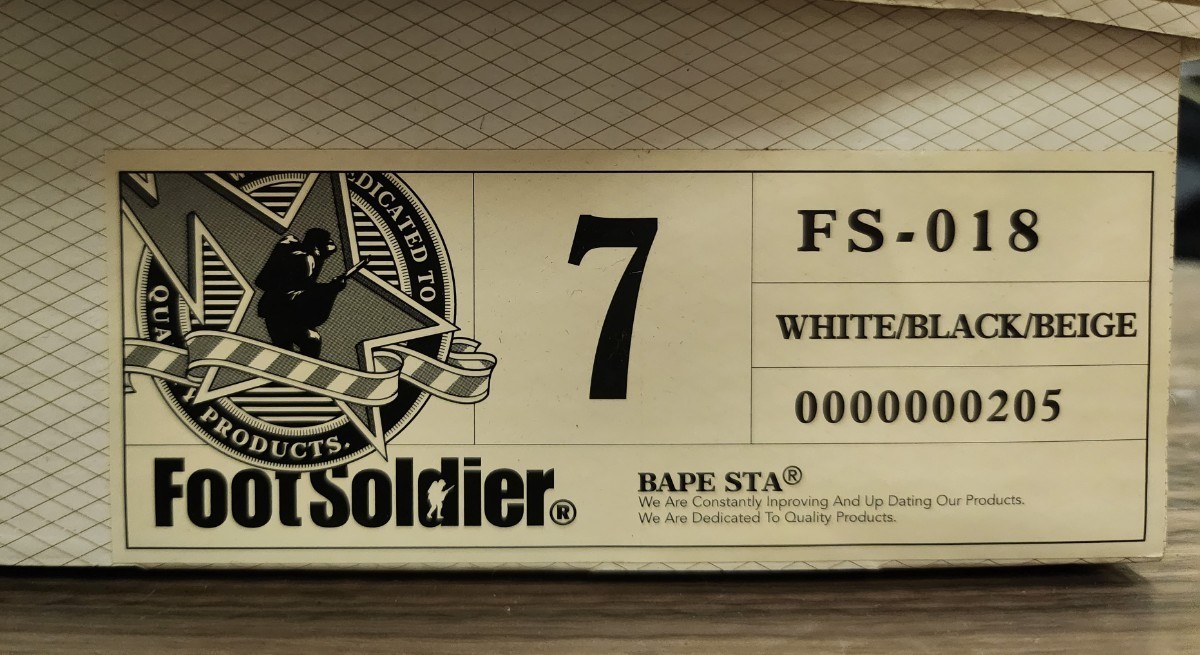 DEDICATED TO
QUA
Y PRODUCTS.
7
FS-018
WHITE/BLACK/BEIGE
0000000205
FootSoldier®
BAPE STA®
We Are Constantly Inproving And Up Dating Our Products.
We Are Dedicated To Quality Products.